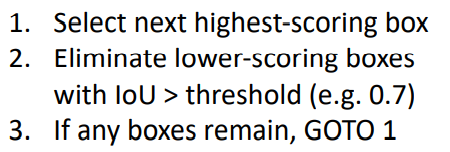 1. Select next highest-scoring box
2. Eliminate lower-scoring boxes
with IoU > threshold (e.g. 0.7)
3. If any boxes remain, GOTO 1